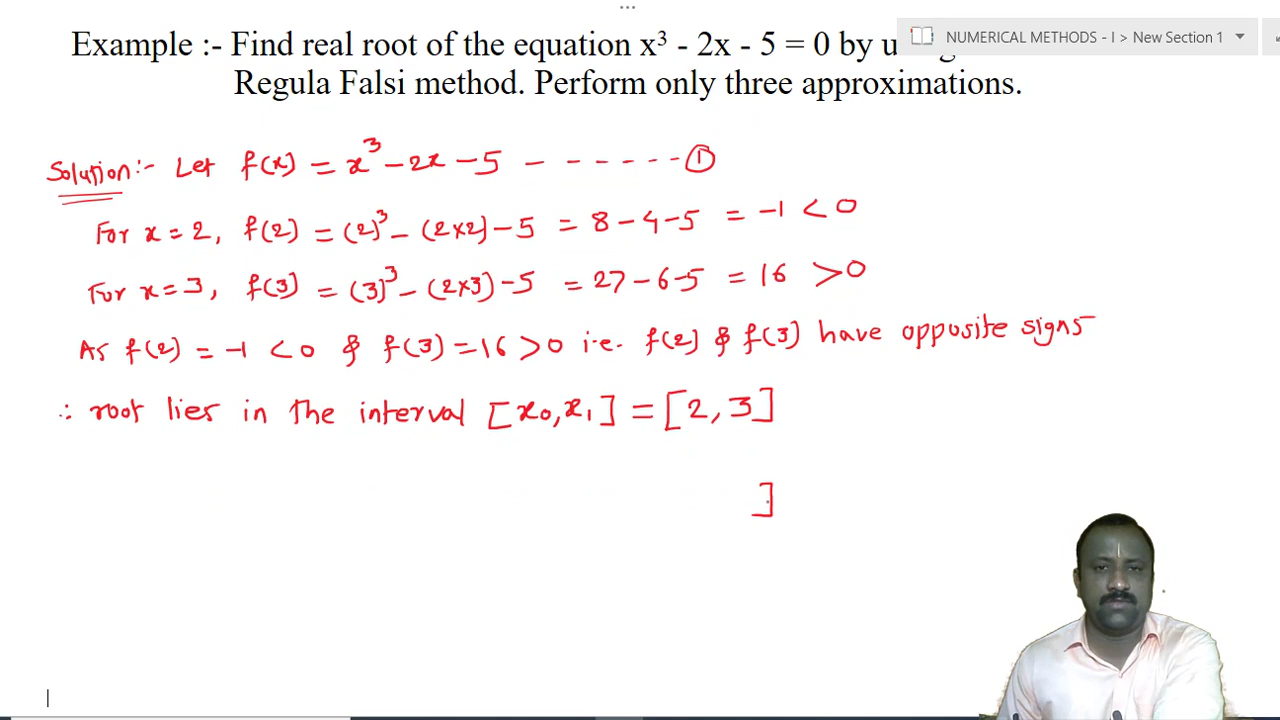 ...
Example :- Find real root of the equation x³ - 2x - 5 = 0 by u
NUMERICAL METHODS - I > New Section 1
Regula Falsi method. Perform only three approximations.
Solution:- Let f(x) = x³ - 2x - 5 - - - - - - - ①
For x = 2, f(2) = (2)³ - (2×2) - 5 = 8 - 4 - 5 = -1 < 0
For x = 3, f(3) = (3)³ - (2×3) - 5 = 27 - 6 - 5 = 16 > 0
As f(2) = -1 < 0 & f(3) = 16 > 0 i.e. f(2) & f(3) have opposite signs
∴ root lies in the interval [x₀, x₁] = [2, 3]
]